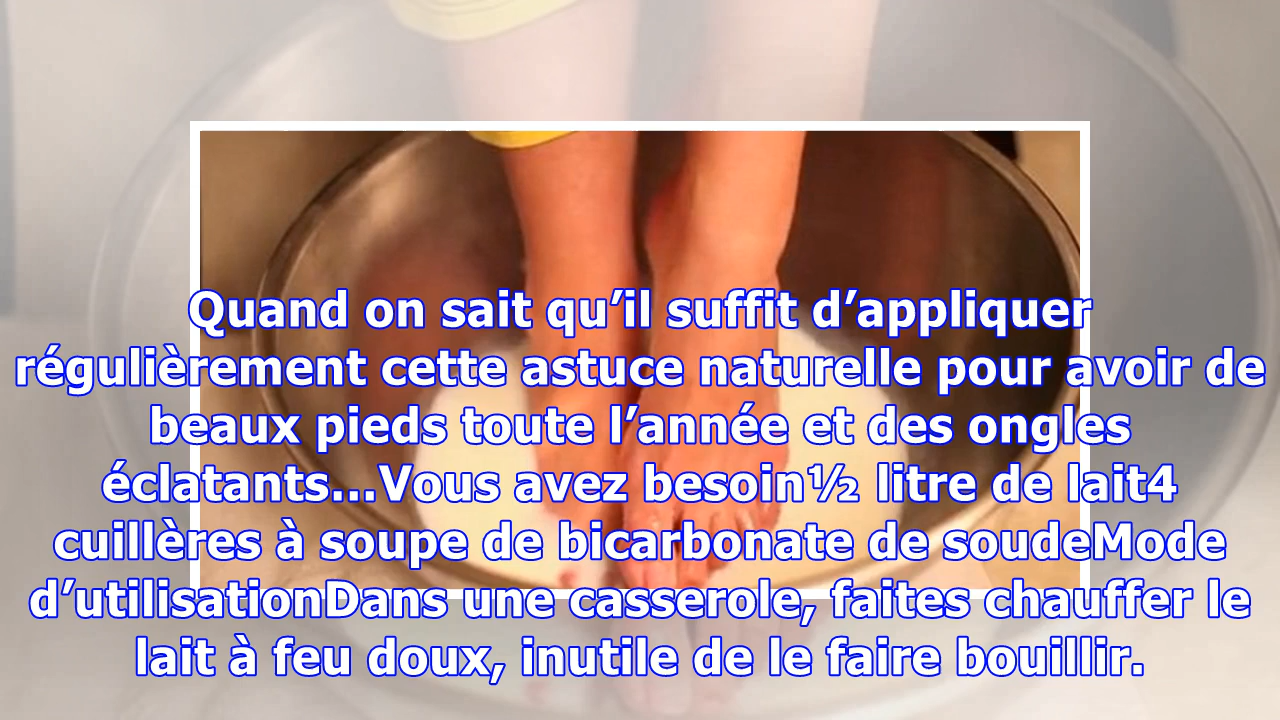 Quand on sait qu’il suffit d’appliquer
régulièrement cette astuce naturelle pour avoir de
beaux pieds toute l’année et des ongles
éclatants...Vous avez besoin½ litre de lait4
cuillères à soupe de bicarbonate de soudeMode
d’utilisationDans une casserole, faites chauffer le
lait à feu doux, inutile de le faire bouillir.